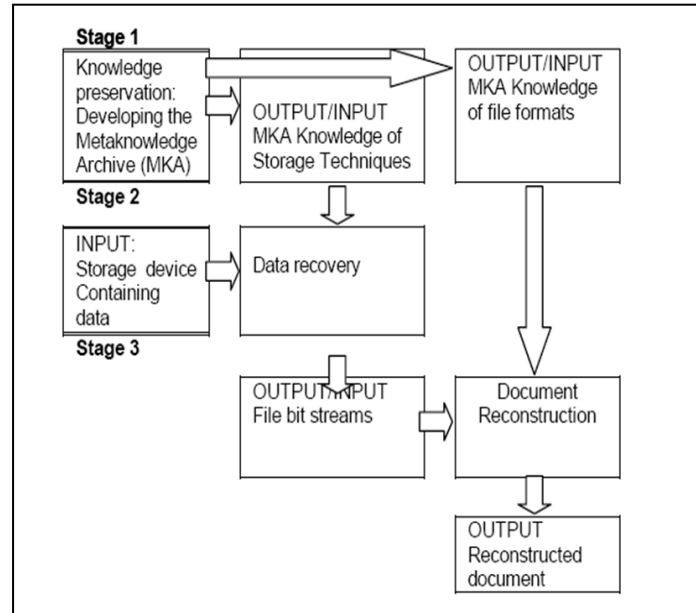 Stage 1
Knowledge
preservation:
Developing the
Metaknowledge
Archive (MKA)
OUTPUT/INPUT
MKA Knowledge of
Storage Techniques
OUTPUT/INPUT
MKA Knowledge
of file formats
Stage 2
INPUT:
Storage device
Containing
data
Data recovery
Stage 3
OUTPUT/INPUT
File bit streams
Document
Reconstruction
OUTPUT
Reconstructed
document